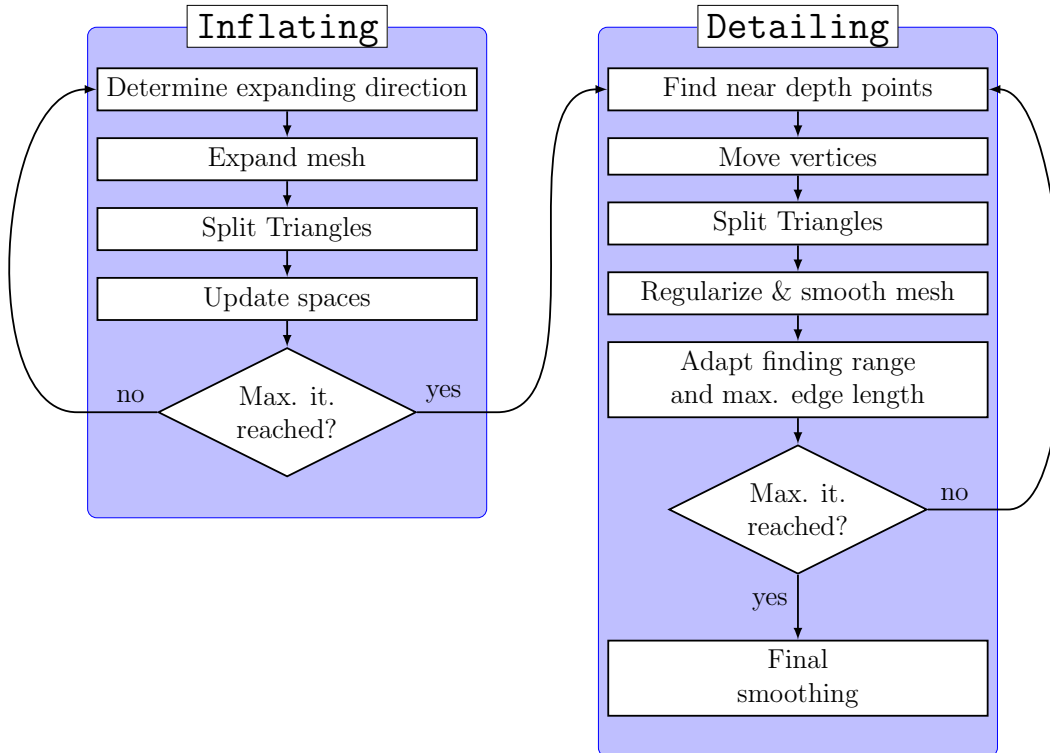 Inflating
Determine expanding direction
Expand mesh
Split Triangles
Update spaces
Max. it.
reached?
no
yes
Detailing
Find near depth points
Move vertices
Split Triangles
Regularize & smooth mesh
Adapt finding range
and max. edge length
Max. it.
reached?
no
yes
Final
smoothing